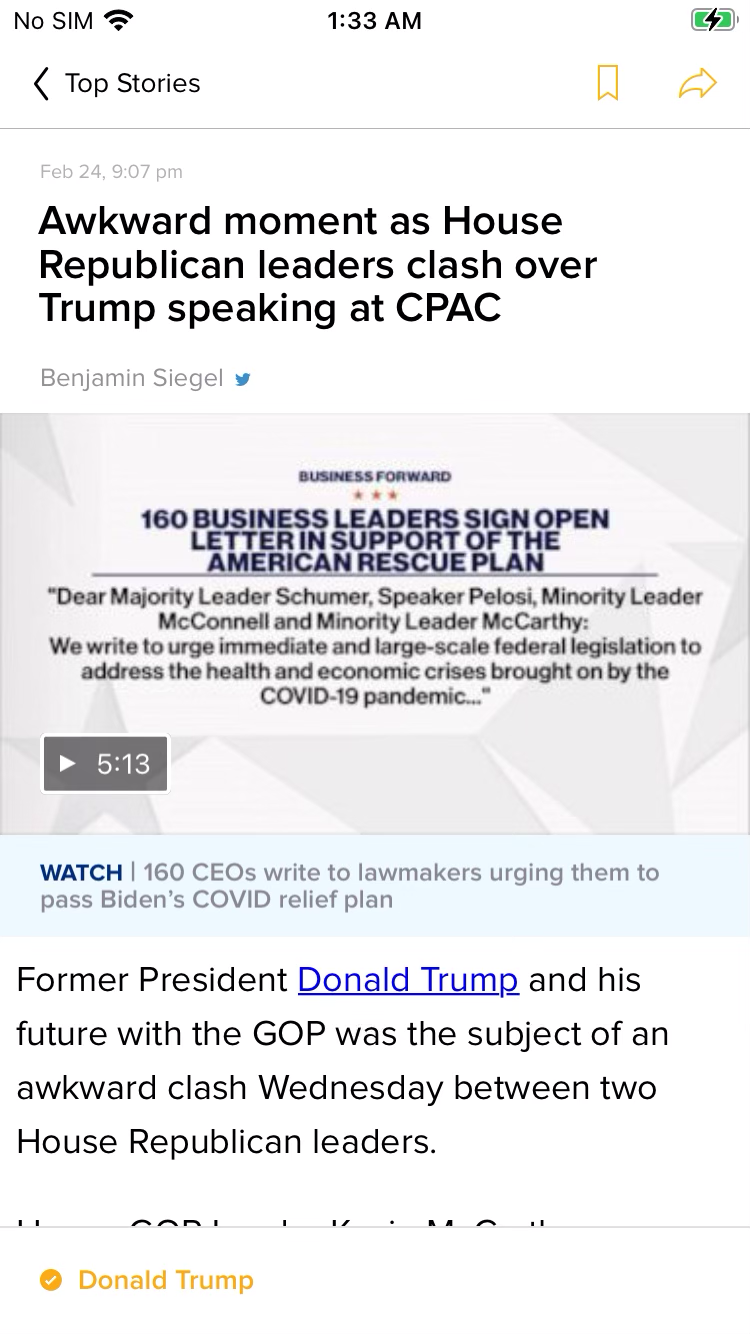 No SIM 1:33 AM
Top Stories
Feb 24, 9:07 pm
Awkward moment as House
Republican leaders clash over
Trump speaking at CPAC
Benjamin Siegel
BUSINESS FORWARD
160 BUSINESS LEADERS SIGN OPEN
LETTER IN SUPPORT OF THE
AMERICAN RESCUE PLAN
"Dear Majority Leader Schumer, Speaker Pelosi, Minority Leader
McConnell and Minority Leader McCarthy:
We write to urge immediate and large-scale federal legislation to
address the health and economic crises brought on by the
COVID-19 pandemic..."
5:13
WATCH | 160 CEOs write to lawmakers urging them to
pass Biden’s COVID relief plan
Former President Donald Trump and his
future with the GOP was the subject of an
awkward clash Wednesday between two
House Republican leaders.
Donald Trump